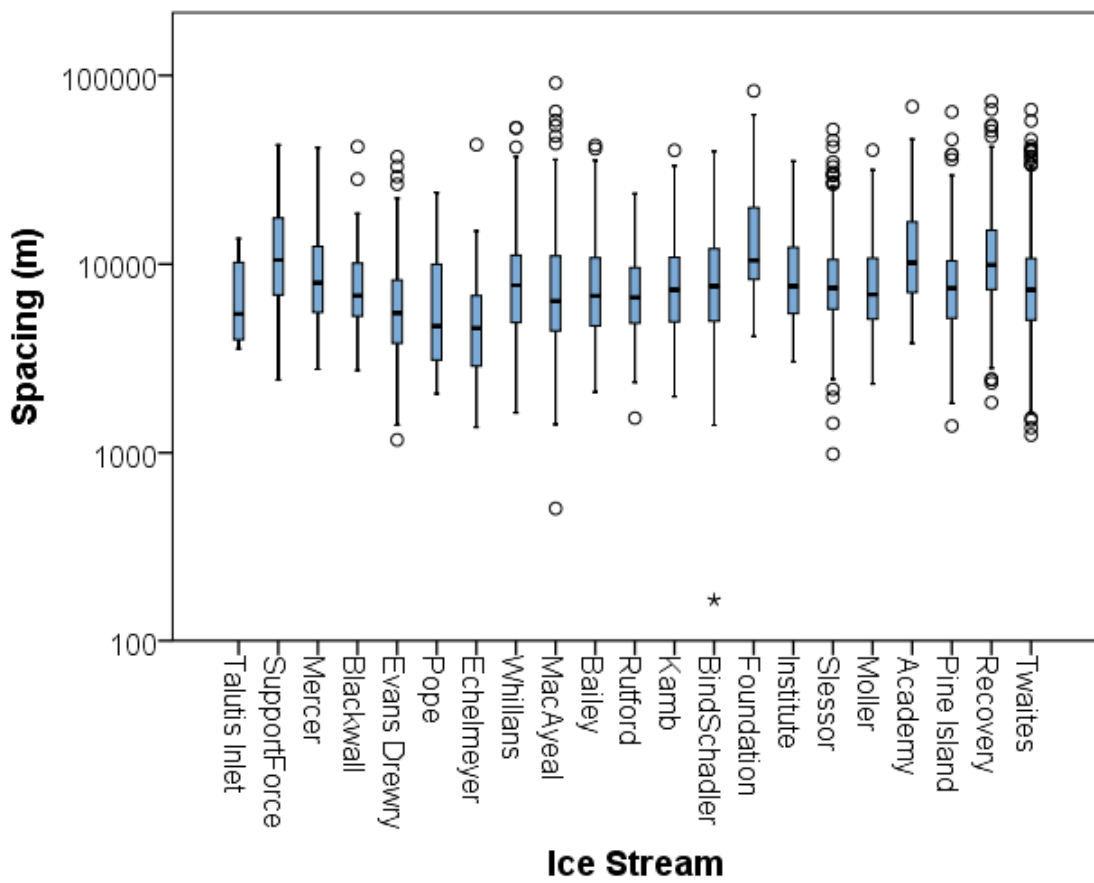 Spacing (m)
100000
10000
1000
100
Talutis Inlet
SupportForce
Mercer
Blackwall
Evans Drewry
Pope
Echelmeyer
Whillans
MacAyeal
Bailey
Rutford
Kamb
BindSchadler
Foundation
Institute
Slessor
Moller
Academy
Pine Island
Recovery
Twaites
Ice Stream